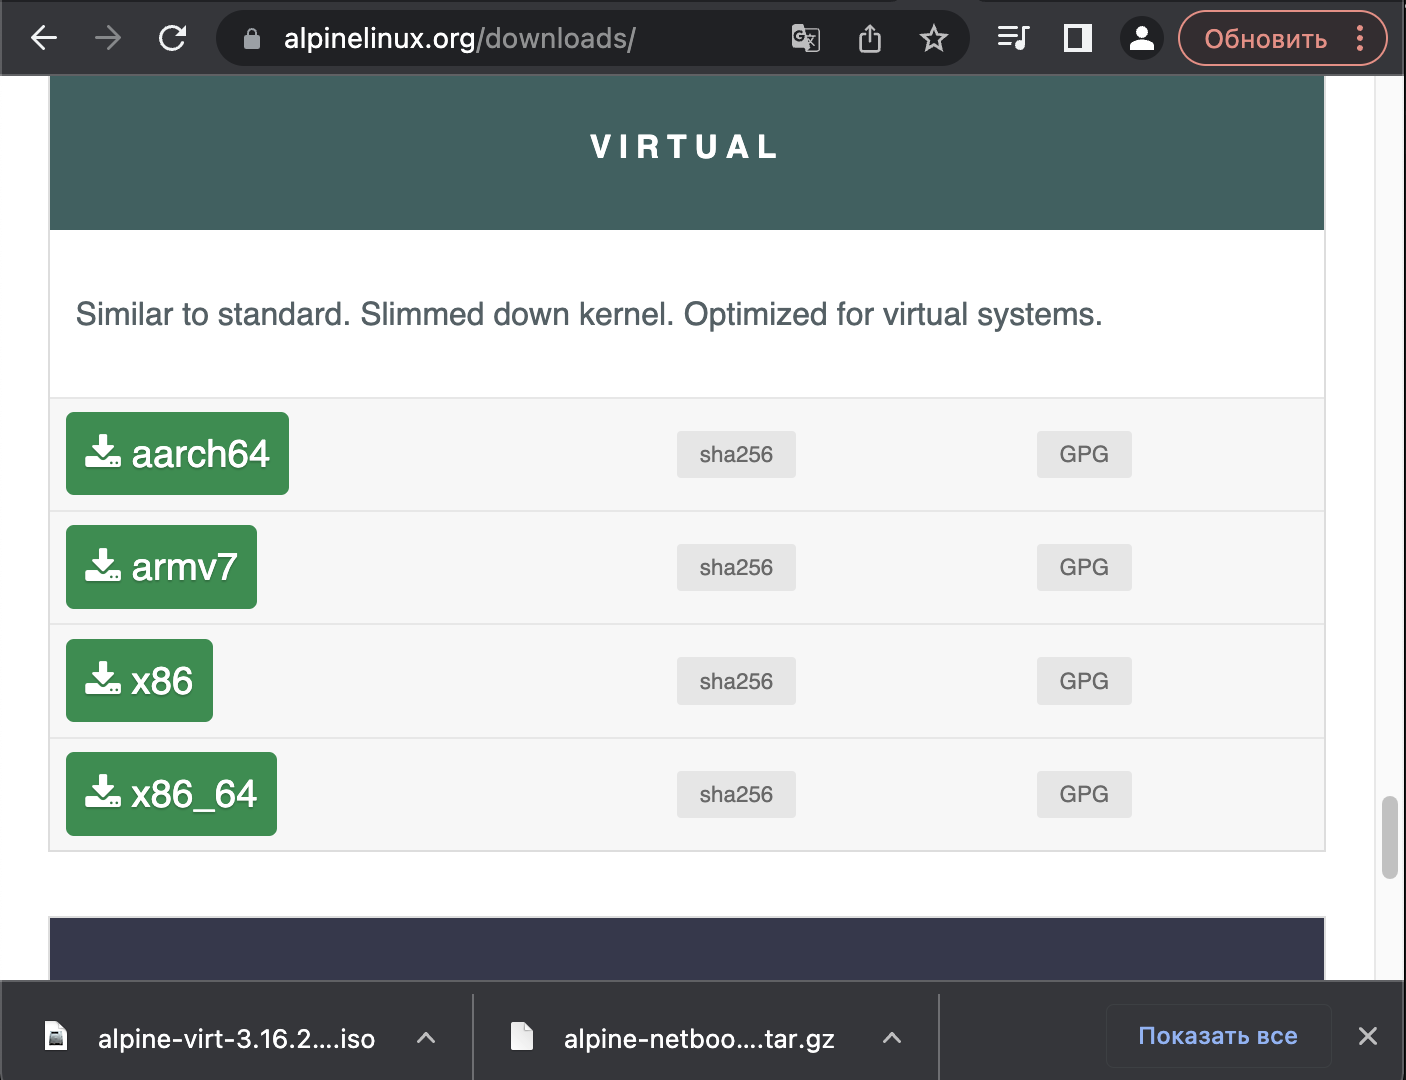 alpinelinux.org/downloads/
Обновить
VIRTUAL
Similar to standard. Slimmed down kernel. Optimized for virtual systems.
aarch64 sha256 GPG
armv7 sha256 GPG
x86 sha256 GPG
x86_64 sha256 GPG
alpine-virt-3.16.2....iso alpine-netboo....tar.gz Показать все